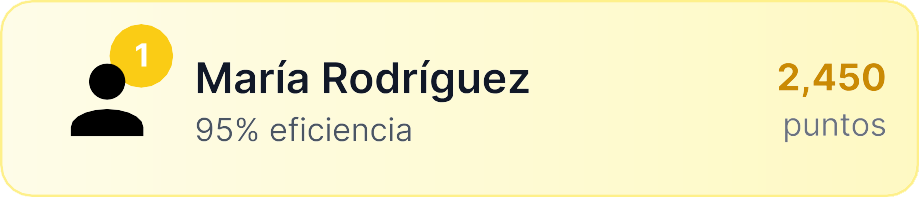 1
María Rodríguez
95% eficiencia
2,450
puntos